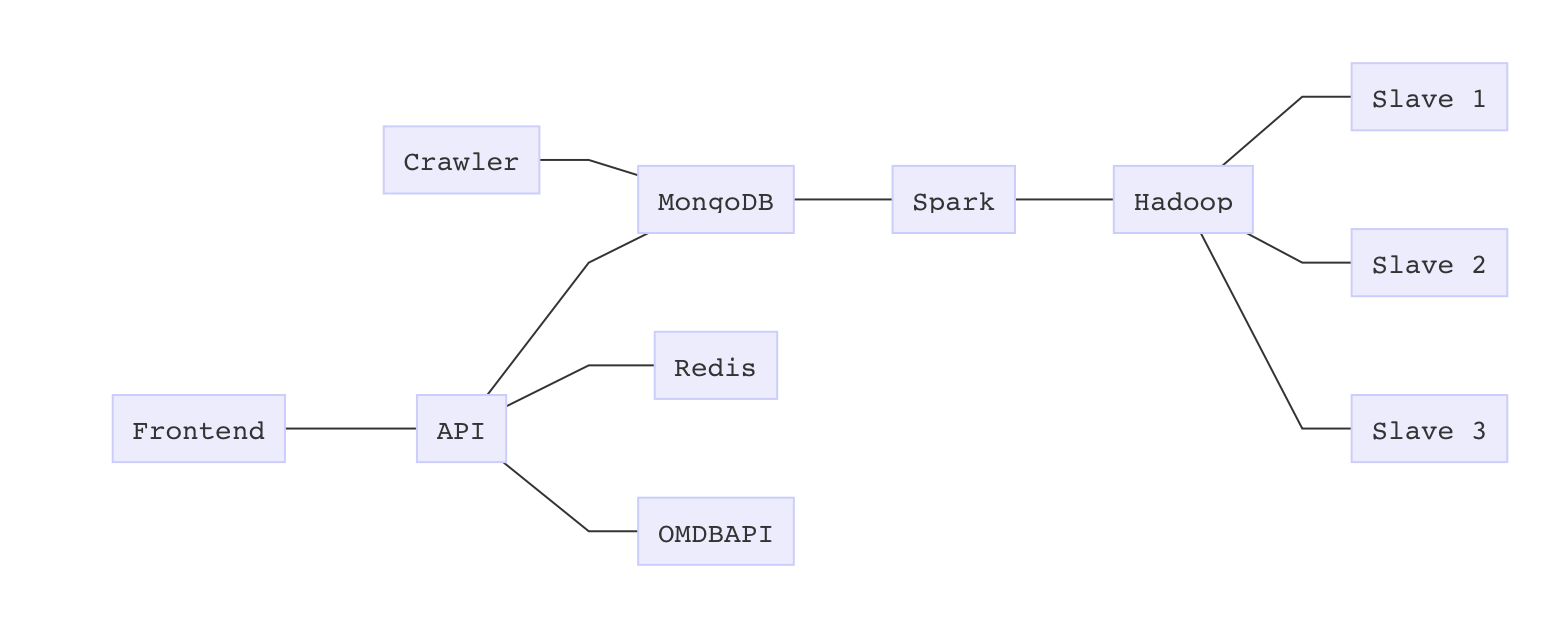 Slave 1
Crawler
MongoDB
Spark
Hadoop
Slave 2
Redis
Frontend
API
Slave 3
OMDBAPI